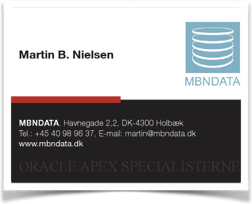 Martin B. Nielsen
MBNDATA
MBNDATA. Havnegade 2,2, DK-4300 Holbæk
Tel.: +45 40 98 96 37, E-mail: martin@mbndata.dk
www.mbndata.dk
ORACLE APEX SPECIALISTERNE